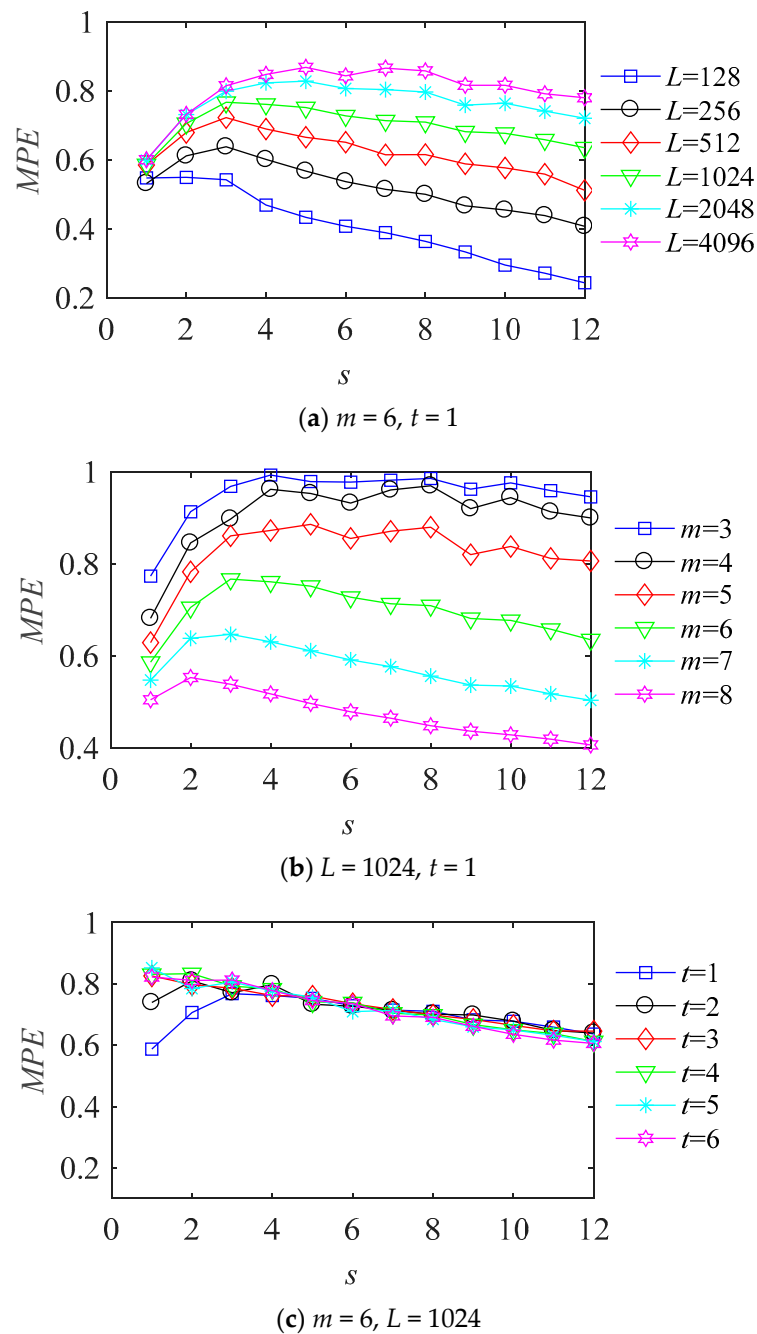 1
0.8
0.6
0.4
0.2
MPE
0 2 4 6 8 10 12
s
L=128
L=256
L=512
L=1024
L=2048
L=4096
(a) m = 6, t = 1
1
0.8
0.6
0.4
MPE
0 2 4 6 8 10 12
s
m=3
m=4
m=5
m=6
m=7
m=8
(b) L = 1024, t = 1
1
0.8
0.6
0.4
0.2
MPE
0 2 4 6 8 10 12
s
t=1
t=2
t=3
t=4
t=5
t=6
(c) m = 6, L = 1024